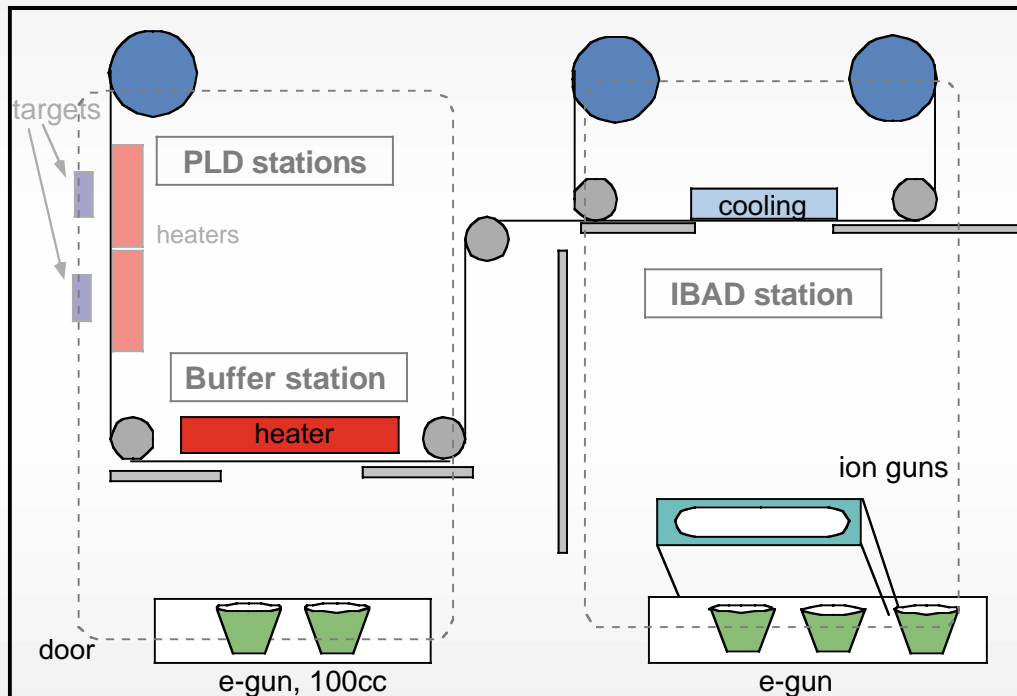 targets
PLD stations
cooling
heaters
IBAD station
Buffer station
heater
ion guns
door
e-gun, 100cc
e-gun